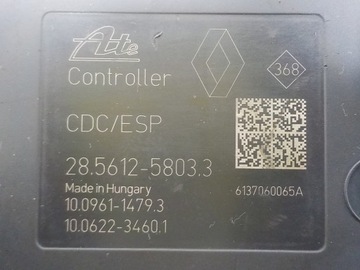 Ate
368
Controller
CDC/ESP
28.5612-5803.3
Made in Hungary
6137060065A
10.0961-1479.3
10.0622-3460.1